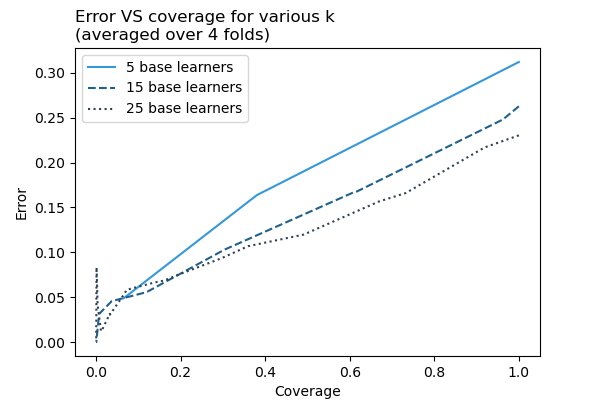 Error VS coverage for various k
(averaged over 4 folds)
5 base learners
15 base learners
25 base learners
0.30
0.25
0.20
0.15
0.10
0.05
0.00
Error
0.0 0.2 0.4 0.6 0.8 1.0
Coverage